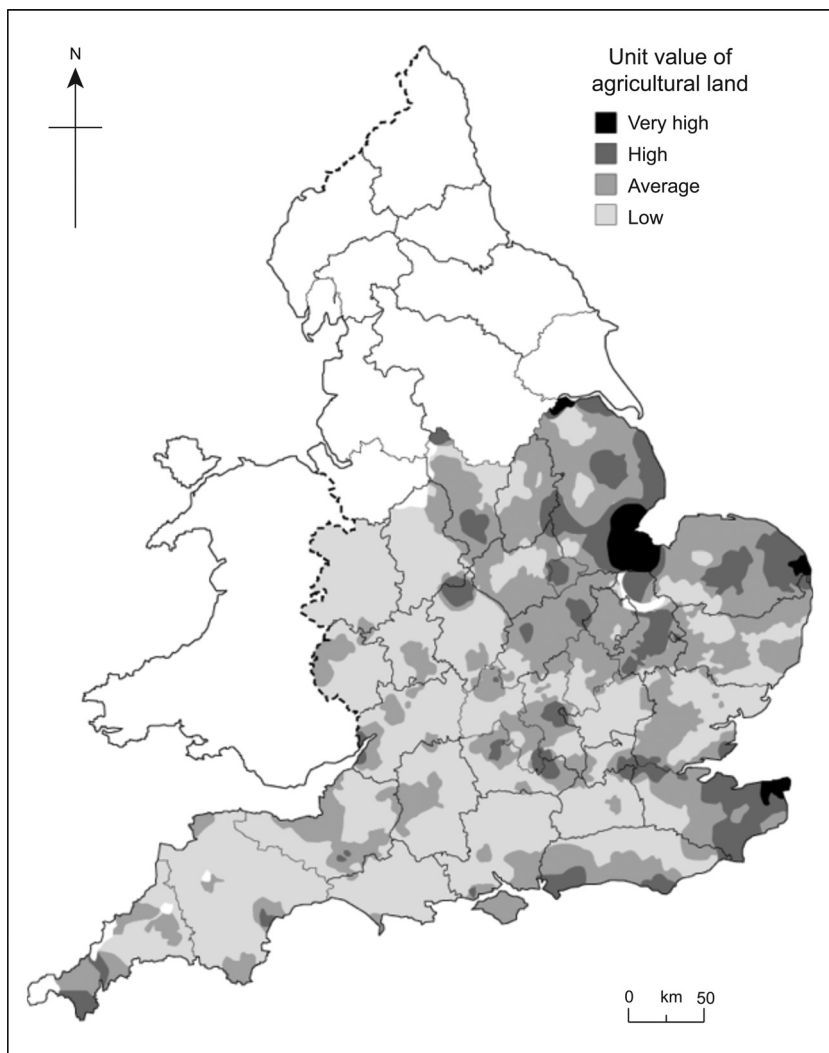 N
Unit value of
agricultural land
Very high
High
Average
Low
0 km 50